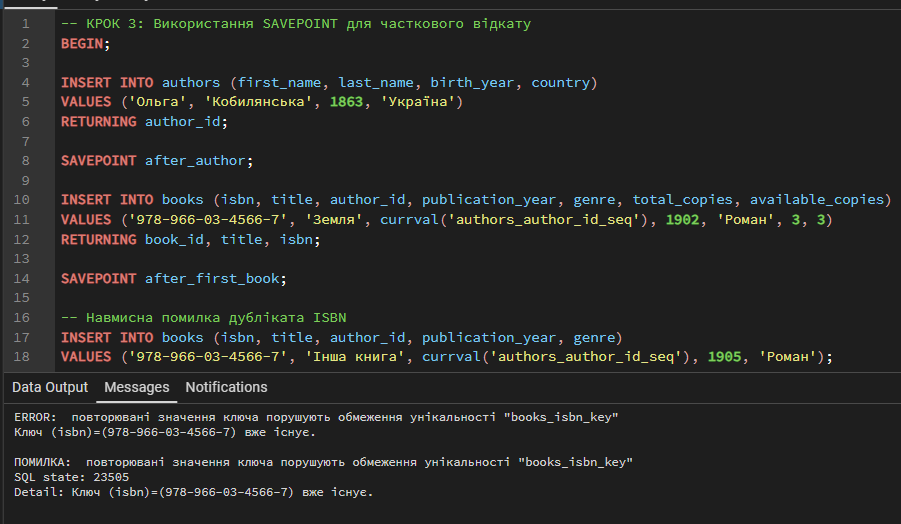 1 -- КРОК 3: Використання SAVEPOINT для часткового відкату
2 BEGIN;
3
4 INSERT INTO authors (first_name, last_name, birth_year, country)
5 VALUES ('Ольга', 'Кобилянська', 1863, 'Україна')
6 RETURNING author_id;
7
8 SAVEPOINT after_author;
9
10 INSERT INTO books (isbn, title, author_id, publication_year, genre, total_copies, available_copies)
11 VALUES ('978-966-03-4566-7', 'Земля', currval('authors_author_id_seq'), 1902, 'Роман', 3, 3)
12 RETURNING book_id, title, isbn;
13
14 SAVEPOINT after_first_book;
15
16 -- Навмисна помилка дубліката ISBN
17 INSERT INTO books (isbn, title, author_id, publication_year, genre)
18 VALUES ('978-966-03-4566-7', 'Інша книга', currval('authors_author_id_seq'), 1905, 'Роман');
Data Output Messages Notifications
ERROR:  повторювані значення ключа порушують обмеження унікальності "books_isbn_key"
Ключ (isbn)=(978-966-03-4566-7) вже існує.
ПОМИЛКА:  повторювані значення ключа порушують обмеження унікальності "books_isbn_key"
SQL state: 23505
Detail: Ключ (isbn)=(978-966-03-4566-7) вже існує.